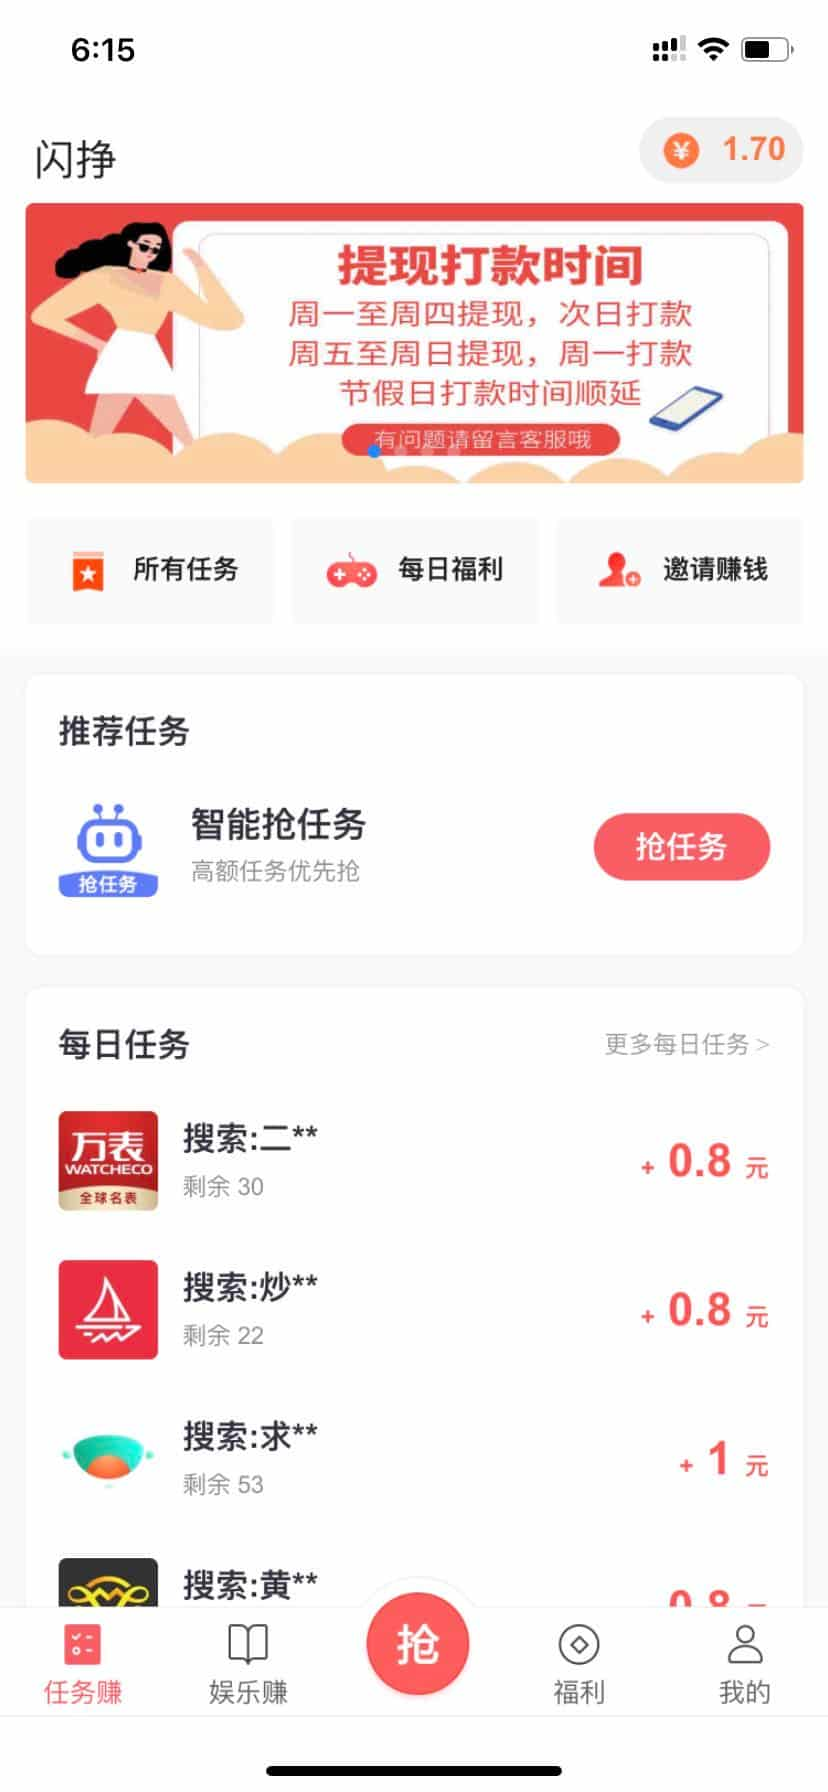 6:15
闪挣
¥ 1.70
提现打款时间
周一至周四提现，次日打款
周五至周日提现，周一打款
节假日打款时间顺延
有问题请留言客服哦
所有任务
每日福利
邀请赚钱
推荐任务
智能抢任务
高额任务优先抢
抢任务
抢任务
每日任务
更多每日任务 >
万表
WATCHECO
全球名表
搜索:二**
剩余 30
+ 0.8 元
搜索:炒**
剩余 22
+ 0.8 元
搜索:求**
剩余 53
+ 1 元
搜索:黄**
任务赚
娱乐赚
抢
福利
我的